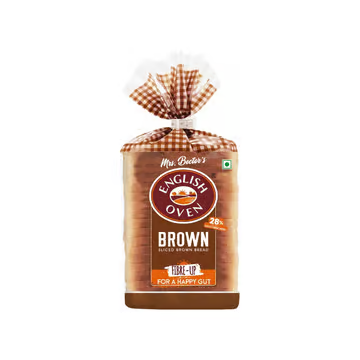 Mrs. Bector's
ENGLISH
OVEN
28%
BROWN
SLICED BROWN BREAD
FIBRE-UP
FOR A HAPPY GUT